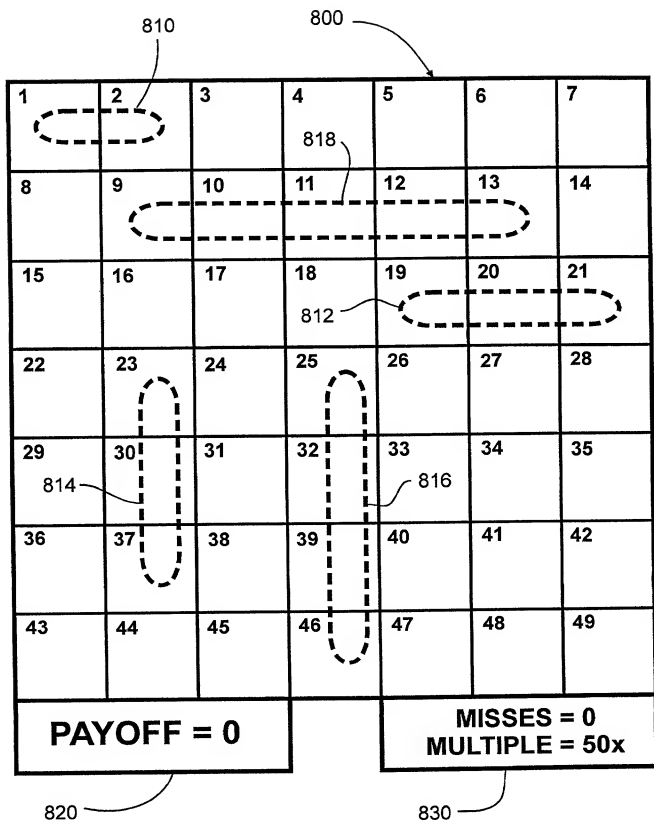 810
800
1 2 3 4 5 6 7
818
8 9 10 11 12 13 14
15 16 17 18 19 20 21
812
22 23 24 25 26 27 28
29 30 31 32 33 34 35
814
816
36 37 38 39 40 41 42
43 44 45 46 47 48 49
PAYOFF = 0
MISSES = 0
MULTIPLE = 50x
820
830